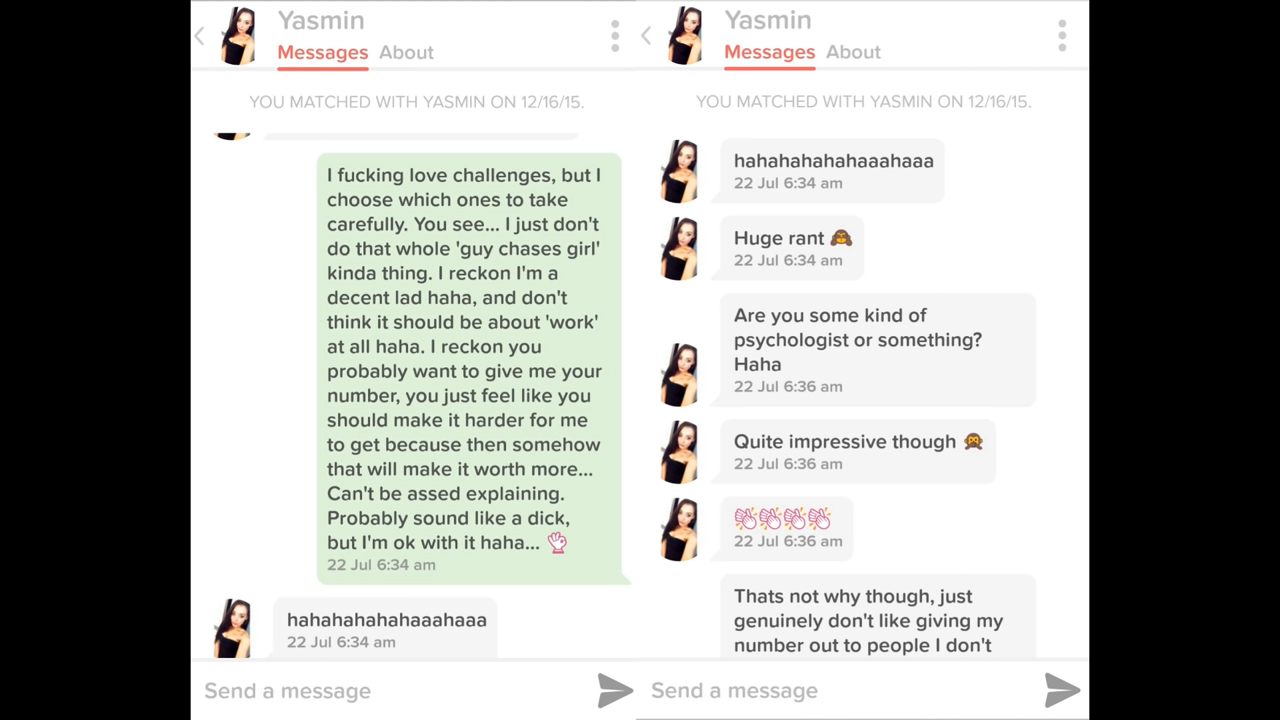 Yasmin
Messages About
YOU MATCHED WITH YASMIN ON 12/16/15.
I fucking love challenges, but I
choose which ones to take
carefully. You see... I just don't
do that whole 'guy chases girl'
kinda thing. I reckon I'm a
decent lad haha, and don't
think it should be about 'work'
at all haha. I reckon you
probably want to give me your
number, you just feel like you
should make it harder for me
to get because then somehow
that will make it worth more...
Can't be assed explaining.
Probably sound like a dick,
but I'm ok with it haha... 👌
22 Jul 6:34 am
hahahahahahaaahaaa
22 Jul 6:34 am
Send a message
Yasmin
Messages About
YOU MATCHED WITH YASMIN ON 12/16/15.
hahahahahahaaahaaa
22 Jul 6:34 am
Huge rant 🙈
22 Jul 6:34 am
Are you some kind of
psychologist or something?
Haha
22 Jul 6:36 am
Quite impressive though 🙊
22 Jul 6:36 am
👏👏👏👏
22 Jul 6:36 am
Thats not why though, just
genuinely don't like giving my
number out to people I don't
Send a message